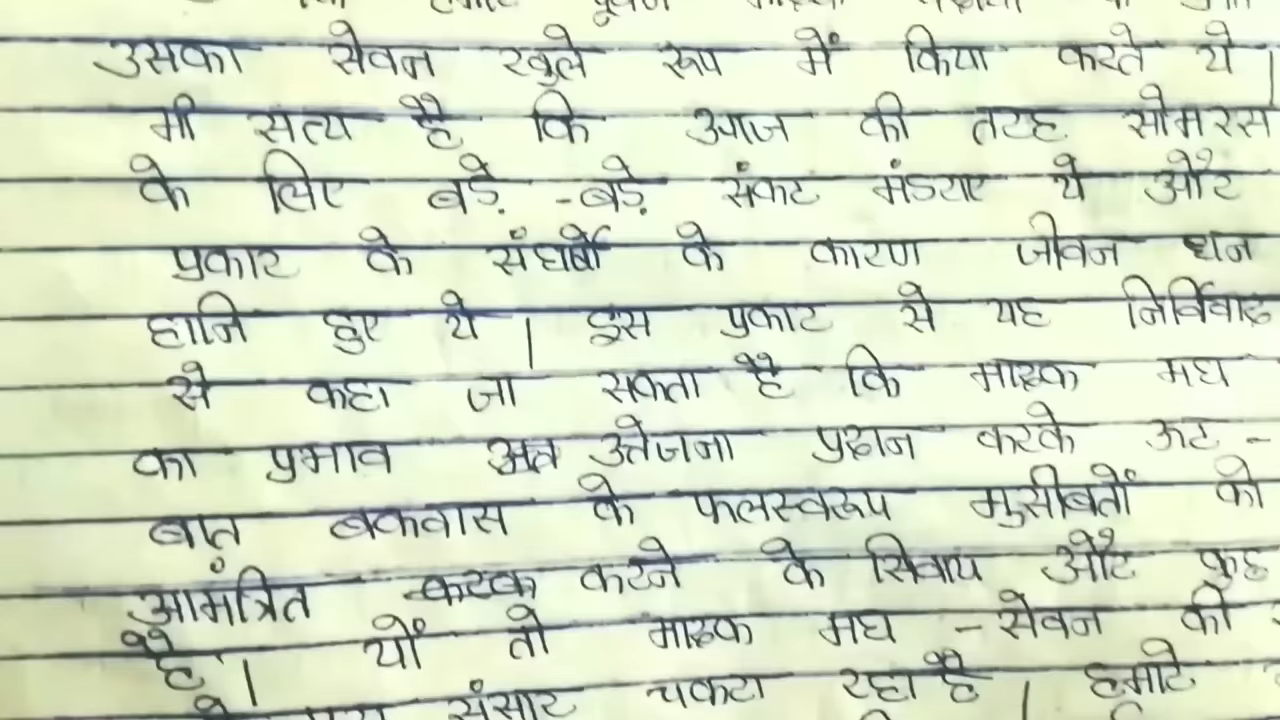 उसका सेवन खुले रूप में किया करते थे।
भी सत्य है कि आज की तरह सोमरस
के लिए बड़े -बड़े संकट मंडराए थे और
प्रकार के संघर्षो के कारण जीवन धन
हानि हुए थे। इस प्रकार से यह निर्विवाद
से कहा जा सकता है कि मादक मद्य
का प्रभाव उत्तेजना प्रदान करके ऊट -
बात बकवास के फलस्वरूप मुसीबतों को
आमंत्रित करने के सिवाय और कुछ
है। यों तो मादक मद्य -सेवन की
संसार चकरा रहा है। हमारे